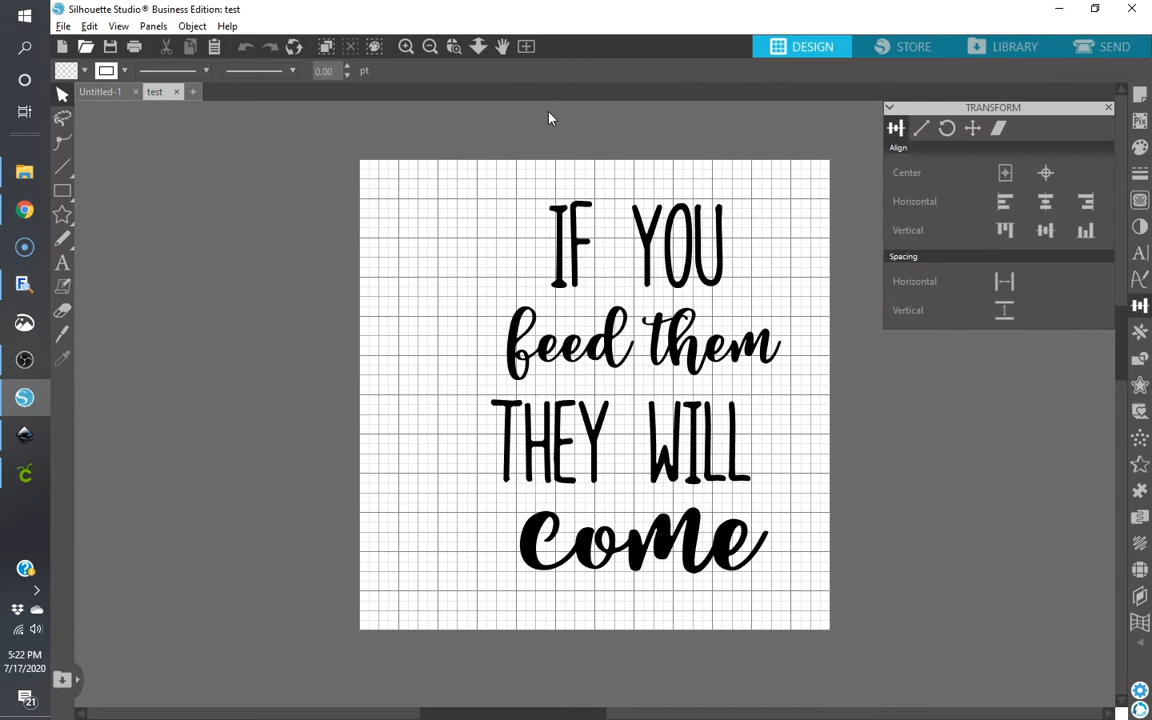 Silhouette Studio® Business Edition: test
File Edit View Panels Object Help
DESIGN STORE LIBRARY SEND
0.00 pt
Untitled-1 test
TRANSFORM
Align
Center
Horizontal
Vertical
Spacing
Horizontal
Vertical
IF YOU
feed them
THEY WILL
come
5:22 PM
7/17/2020
21